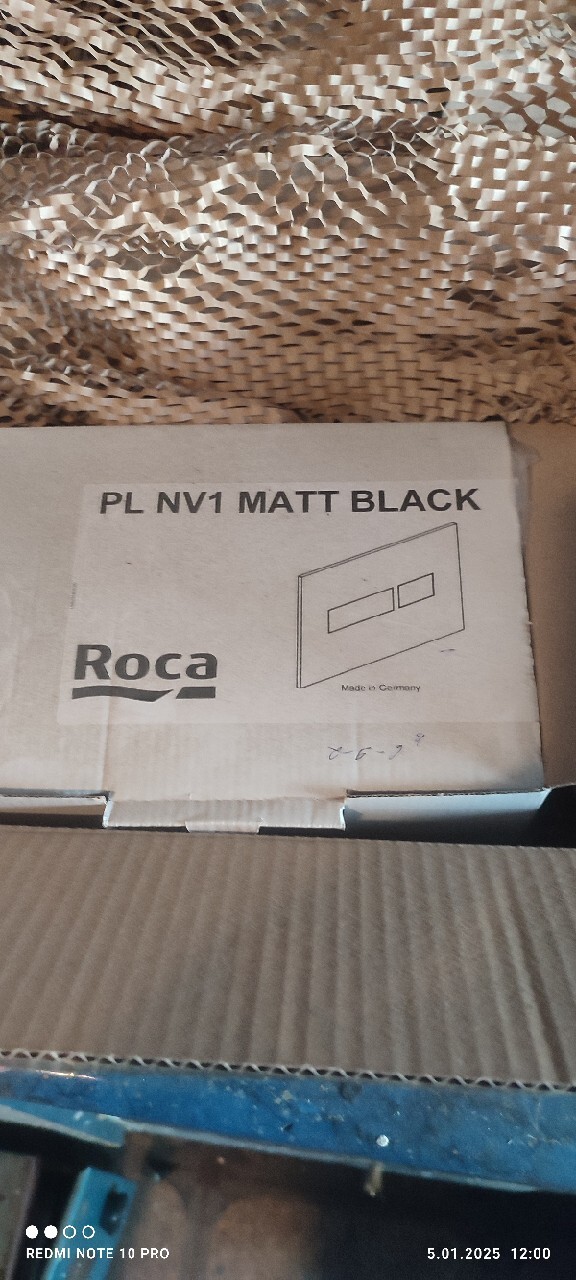 PL NV1 MATT BLACK
Roca
Made in Germany
REDMI NOTE 10 PRO
5.01.2025 12:00